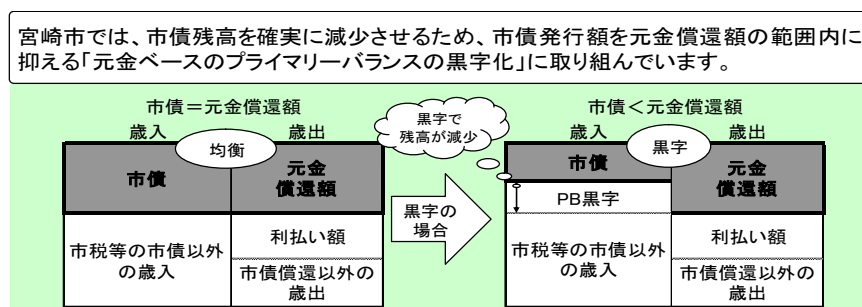 宮崎市では、市債残高を確実に減少させるため、市債発行額を元金償還額の範囲内に
抑える「元金ベースのプライマリーバランスの黒字化」に取り組んでいます。
市債＝元金償還額
歳入
歳出
均衡
市債
元金
償還額
市税等の市債以外
の歳入
利払い額
市債償還以外の
歳出
黒字で
残高が減少
黒字の
場合
市債＜元金償還額
歳入
歳出
黒字
市債
PB黒字
元金
償還額
市税等の市債以外
の歳入
利払い額
市債償還以外の
歳出